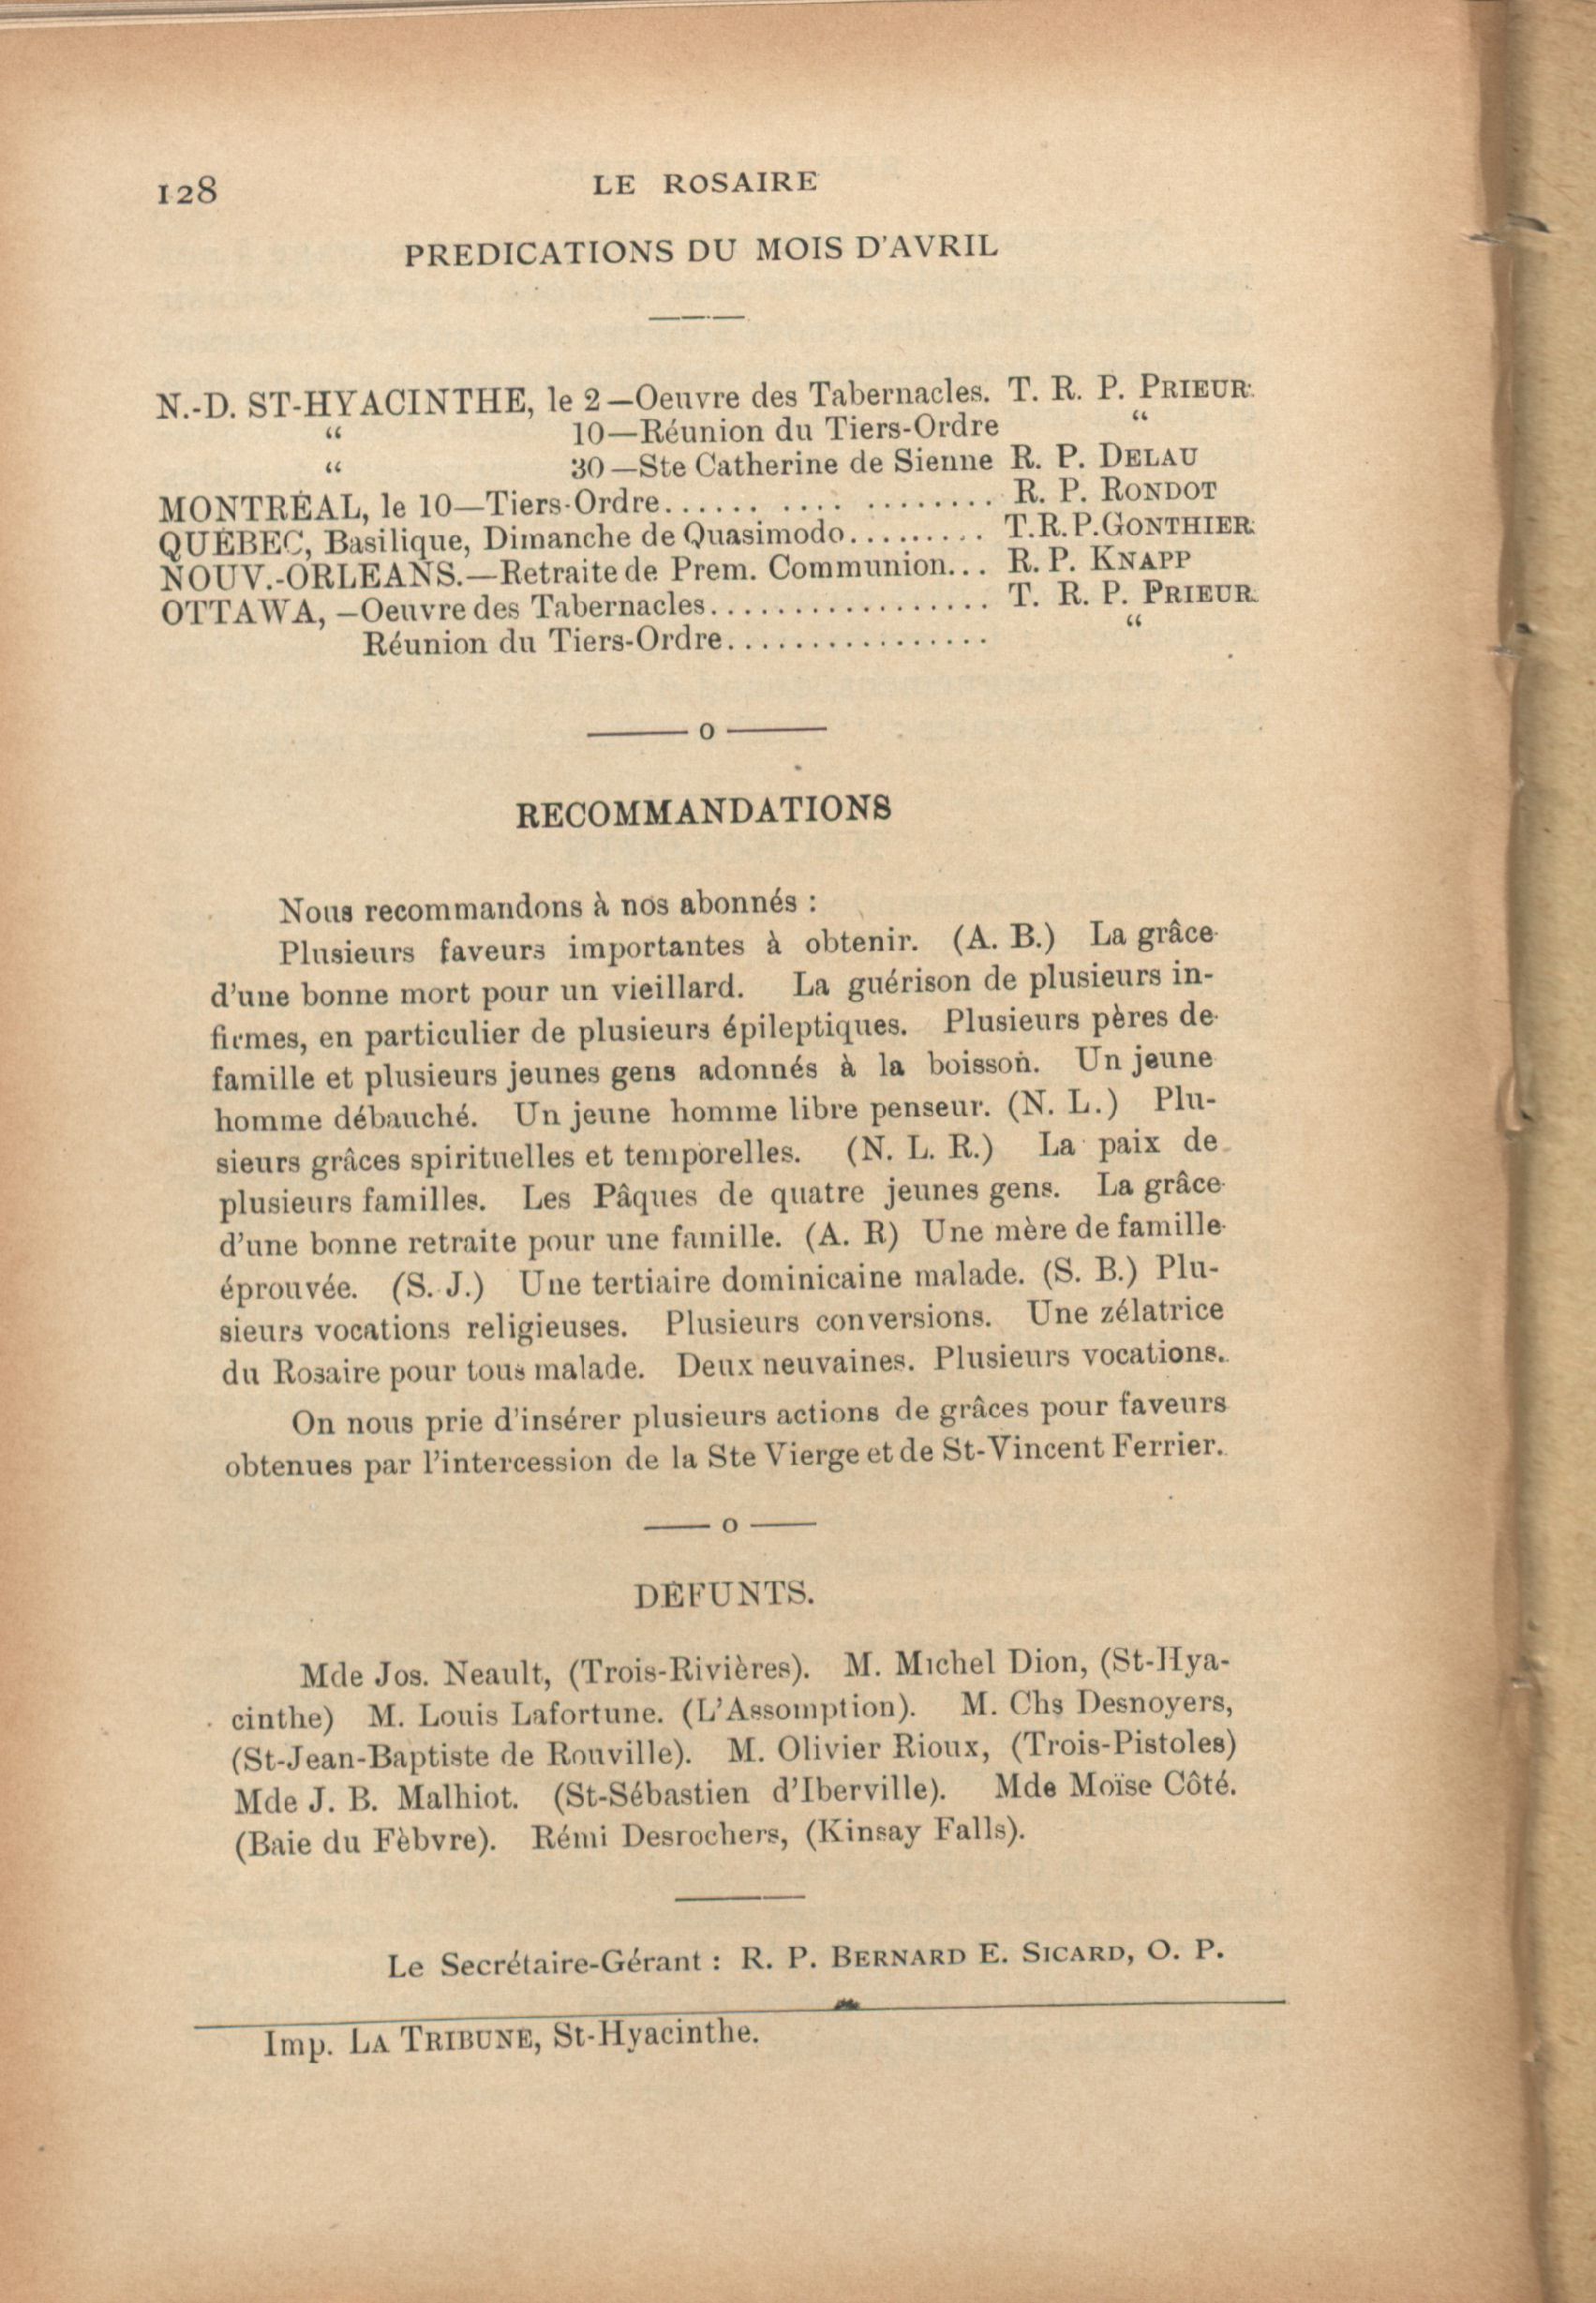 128
LE ROSAIRE
PREDICATIONS DU MOIS D'AVRIL
N.-D. ST-HYACINTHE, le 2—Oeuvre des Tabernacles. T. R. P. PRIEUR.
“ 10—Réunion du Tiers-Ordre “
“ 30—Ste Catherine de Sienne R. P. DELAU
MONTRÉAL, le 10—Tiers-Ordre...... .... ........ R. P. RONDOT
QUÉBEC, Basilique, Dimanche de Quasimodo......... T.R.P.GONTHIER.
NOUV.-ORLEANS.—Retraite de Prem. Communion... R. P. KNAPP
OTTAWA, —Oeuvre des Tabernacles................. T. R. P. PRIEUR.
Réunion du Tiers-Ordre................ “
o
RECOMMANDATIONS
Nous recommandons à nos abonnés :
Plusieurs faveurs importantes à obtenir. (A. B.) La grâce
d'une bonne mort pour un vieillard. La guérison de plusieurs in-
firmes, en particulier de plusieurs épileptiques. Plusieurs pères de
famille et plusieurs jeunes gens adonnés à la boisson. Un jeune
homme débauché. Un jeune homme libre penseur. (N. L.) Plu-
sieurs grâces spirituelles et temporelles. (N. L. R.) La paix de
plusieurs familles. Les Pâques de quatre jeunes gens. La grâce
d'une bonne retraite pour une famille. (A. R) Une mère de famille
éprouvée. (S. J.) Une tertiaire dominicaine malade. (S. B.) Plu-
sieurs vocations religieuses. Plusieurs conversions. Une zélatrice
du Rosaire pour tous malade. Deux neuvaines. Plusieurs vocations.
On nous prie d'insérer plusieurs actions de grâces pour faveurs
obtenues par l'intercession de la Ste Vierge et de St-Vincent Ferrier.
o
DÉFUNTS.
Mde Jos. Neault, (Trois-Rivières). M. Michel Dion, (St-Hya-
cinthe) M. Louis Lafortune. (L'Assomption). M. Chs Desnoyers,
(St-Jean-Baptiste de Rouville). M. Olivier Rioux, (Trois-Pistoles)
Mde J. B. Malhiot. (St-Sébastien d'Iberville). Mde Moïse Côté.
(Baie du Fèbvre). Rémi Desrochers, (Kinsay Falls).
Le Secrétaire-Gérant : R. P. BERNARD E. SICARD, O. P.
Imp. LA TRIBUNE, St-Hyacinthe.